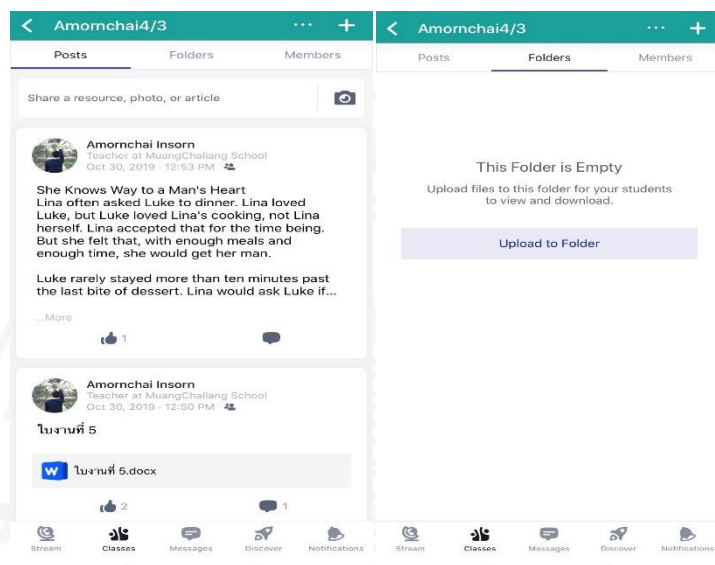 Amornchai4/3
Posts Folders Members
Share a resource, photo, or article
Amornchai Insorn
Teacher at MuangChaliang School
Oct 30, 2019 - 12:53 PM
She Knows Way to a Man's Heart
Lina often asked Luke to dinner. Lina loved
Luke, but Luke loved Lina's cooking, not Lina
herself. Lina accepted that for the time being.
But she felt that, with enough meals and
enough time, she would get her man.
Luke rarely stayed more than ten minutes past
the last bite of dessert. Lina would ask Luke if...
...More
1
Amornchai Insorn
Teacher at MuangChaliang School
Oct 30, 2019 - 12:50 PM
ใบงานที่ 5
W ใบงานที่ 5.docx
2 1
Stream Classes Messages Discover Notifications
Amornchai4/3
Posts Folders Members
This Folder is Empty
Upload files to this folder for your students
to view and download.
Upload to Folder
Stream Classes Messages Discover Notifications